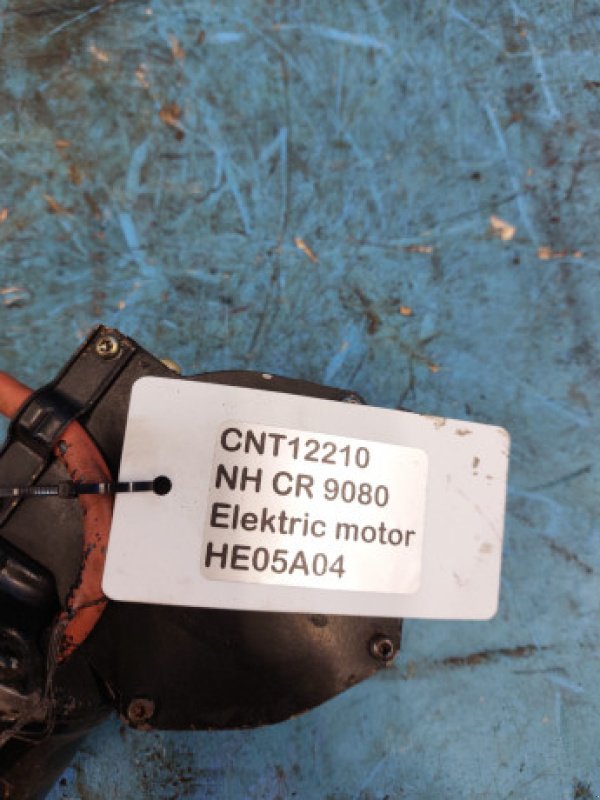 CNT12210
NH CR 9080
Elektric motor
HE05A04